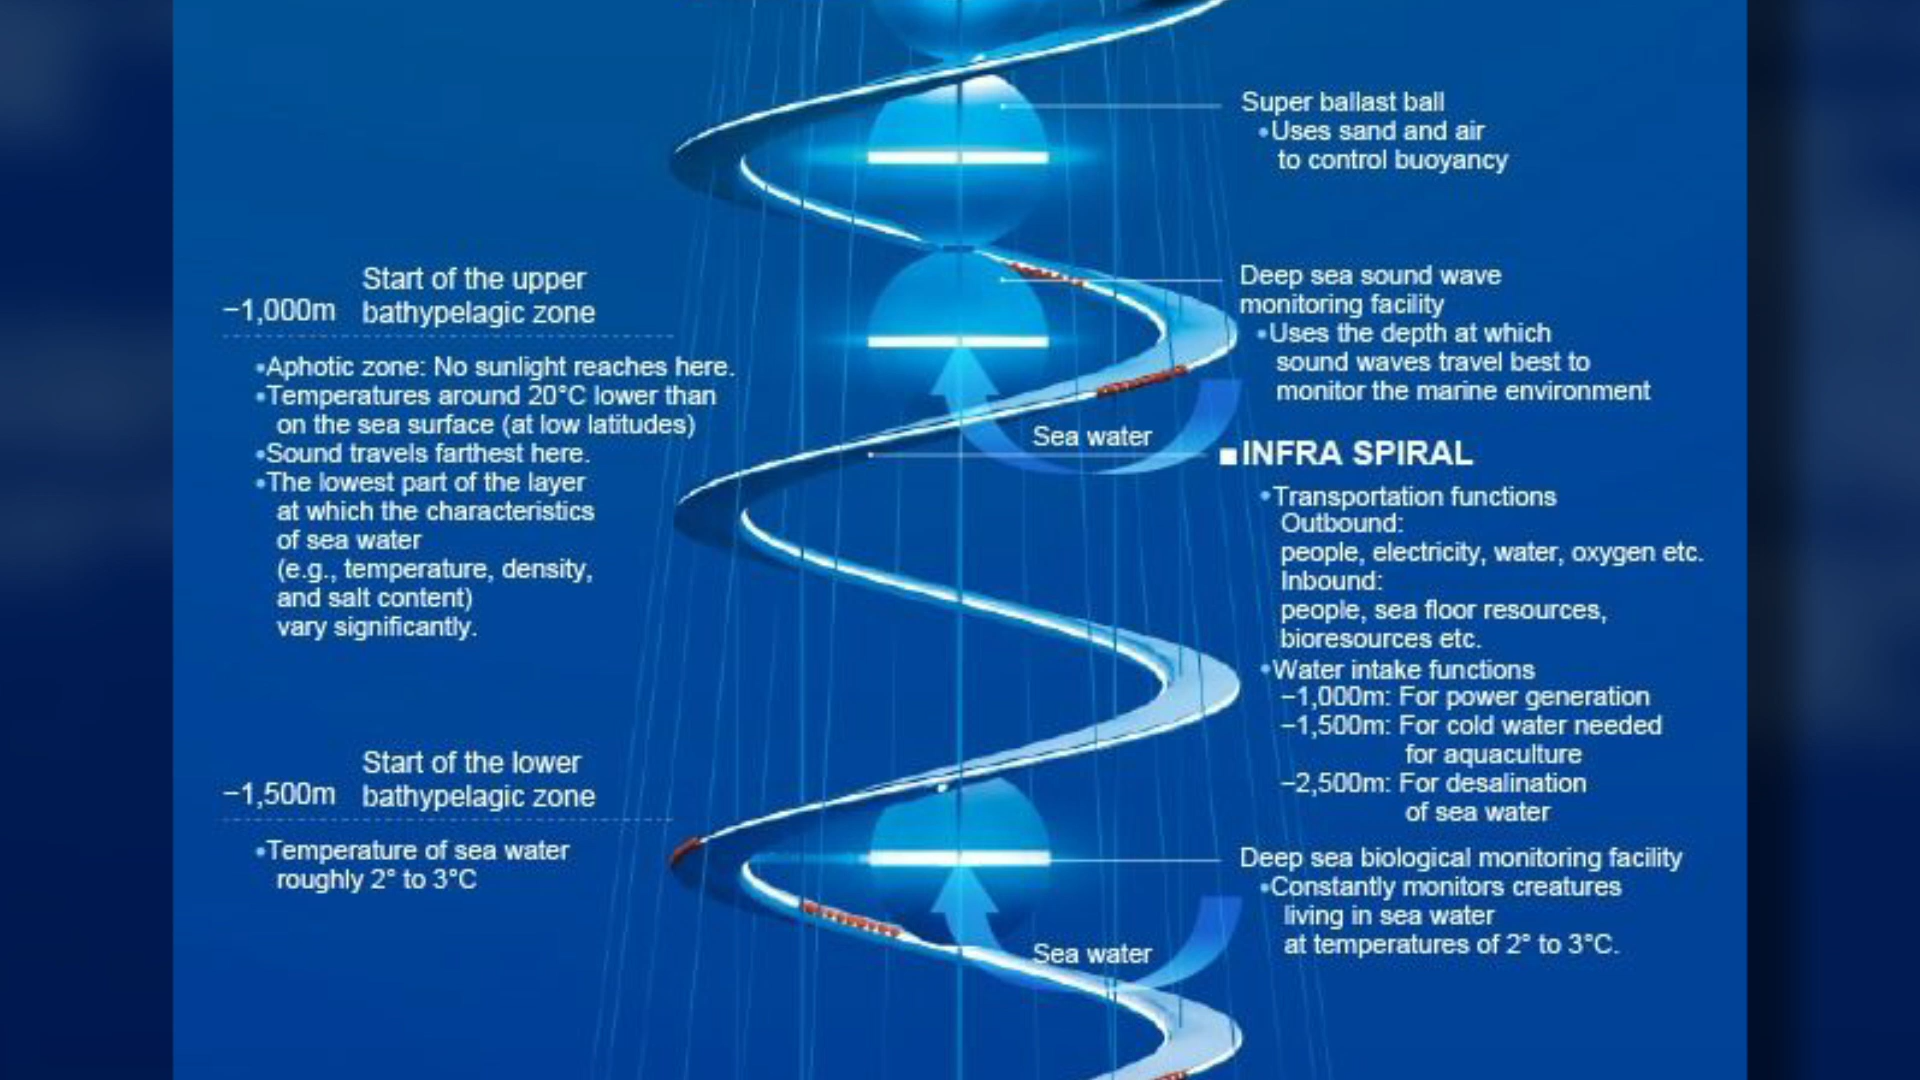 Super ballast ball
•Uses sand and air
to control buoyancy
Start of the upper
−1,000m bathypelagic zone
•Aphotic zone: No sunlight reaches here.
•Temperatures around 20°C lower than
on the sea surface (at low latitudes)
•Sound travels farthest here.
•The lowest part of the layer
at which the characteristics
of sea water
(e.g., temperature, density,
and salt content)
vary significantly.
Deep sea sound wave
monitoring facility
•Uses the depth at which
sound waves travel best to
monitor the marine environment
Sea water
■INFRA SPIRAL
•Transportation functions
Outbound:
people, electricity, water, oxygen etc.
Inbound:
people, sea floor resources,
bioresources etc.
•Water intake functions
−1,000m: For power generation
−1,500m: For cold water needed
for aquaculture
−2,500m: For desalination
of sea water
Start of the lower
−1,500m bathypelagic zone
•Temperature of sea water
roughly 2° to 3°C
Deep sea biological monitoring facility
•Constantly monitors creatures
living in sea water
at temperatures of 2° to 3°C.
Sea water